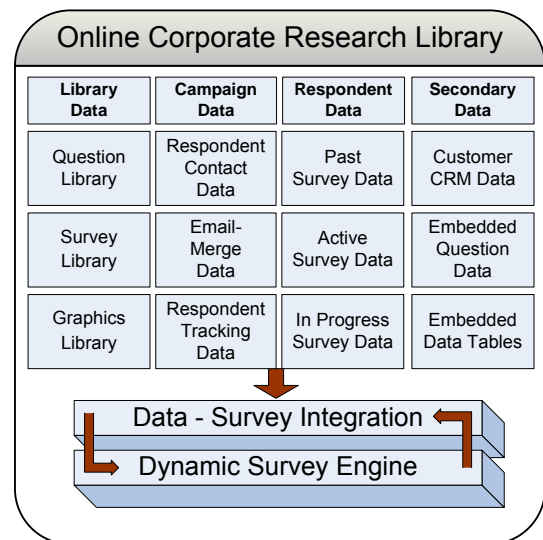 Online Corporate Research Library
Library
Data
Campaign
Data
Respondent
Data
Secondary
Data
Question
Library
Respondent
Contact
Data
Past
Survey Data
Customer
CRM Data
Survey
Library
Email-
Merge
Data
Active
Survey Data
Embedded
Question
Data
Graphics
Library
Respondent
Tracking
Data
In Progress
Survey Data
Embedded
Data Tables
Data - Survey Integration
Dynamic Survey Engine